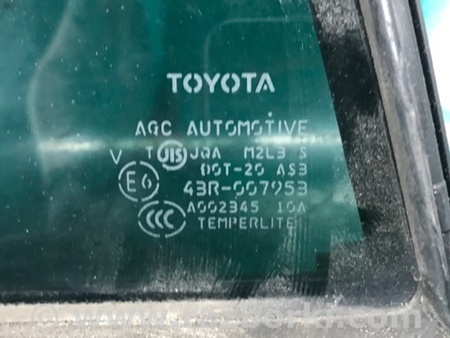 TOYOTA
AGC AUTOMOTIVE
V T JIS JQA M2L3 S
DOT-20 AS3
E6 43R-007953
CCC A002345 10A
TEMPERLITE